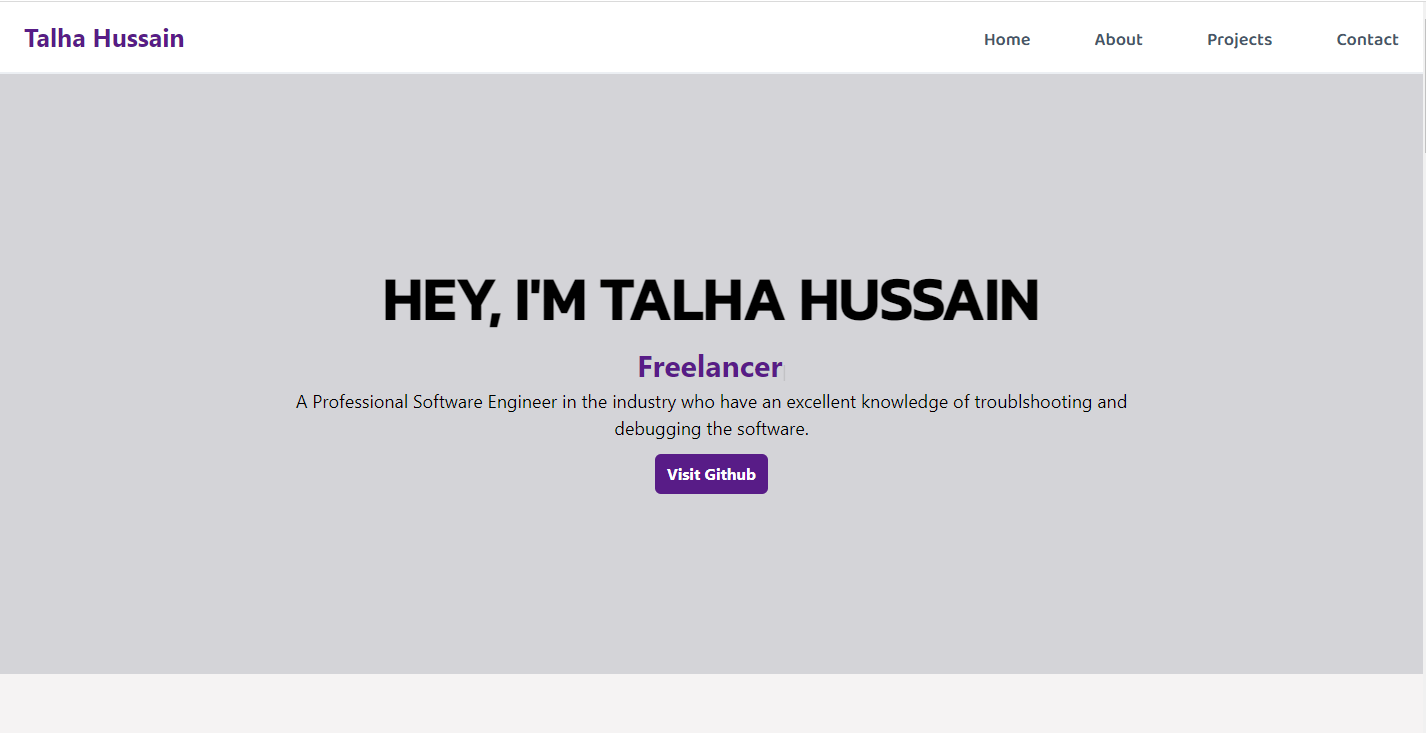 Talha Hussain
Home About Projects Contact
HEY, I'M TALHA HUSSAIN
Freelancer
A Professional Software Engineer in the industry who have an excellent knowledge of troublshooting and
debugging the software.
Visit Github